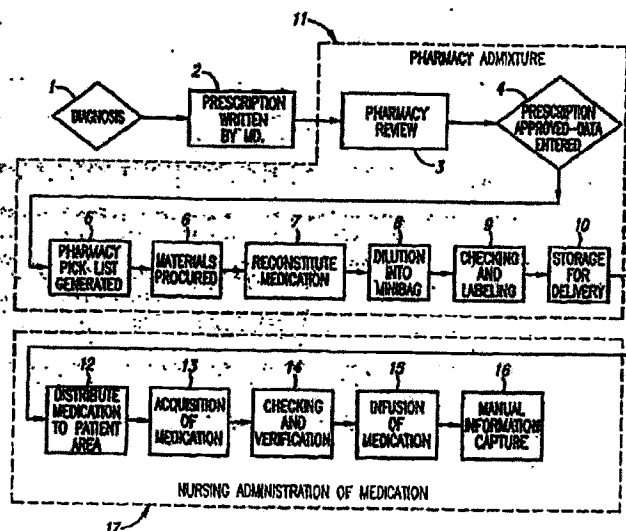 11
PHARMACY ADMIXTURE
1
DIAGNOSIS
2
PRESCRIPTION
WRITTEN
BY MD.
PHARMACY
REVIEW
3
4
PRESCRIPTION
APPROVED-DATA
ENTERED
5
PHARMACY
PICK-LIST
GENERATED
6
MATERIALS
PROCURED
7
RECONSTITUTE
MEDICATION
8
DILUTION
INTO
MINIBAG
9
CHECKING
AND
LABELING
10
STORAGE
FOR
DELIVERY
12
DISTRIBUTE
MEDICATION
TO PATIENT
AREA
13
ACQUISITION
OF
MEDICATION
14
CHECKING
AND
VERIFICATION
15
INFUSION
OF
MEDICATION
16
MANUAL
INFORMATION
CAPTURE
NURSING ADMINISTRATION OF MEDICATION
17